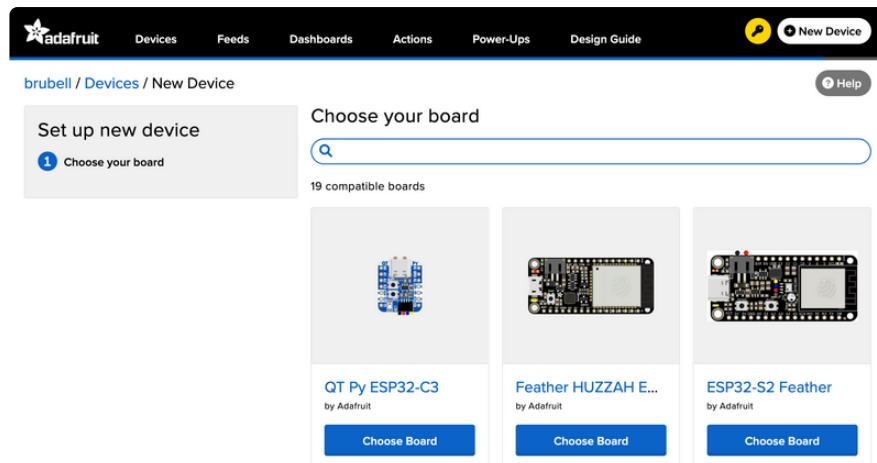 adafruit Devices Feeds Dashboards Actions Power-Ups Design Guide New Device
brubell / Devices / New Device
Help
Set up new device
1 Choose your board
Choose your board
19 compatible boards
QT Py ESP32-C3
by Adafruit
Choose Board
Feather HUZZAH E...
by Adafruit
Choose Board
ESP32-S2 Feather
by Adafruit
Choose Board